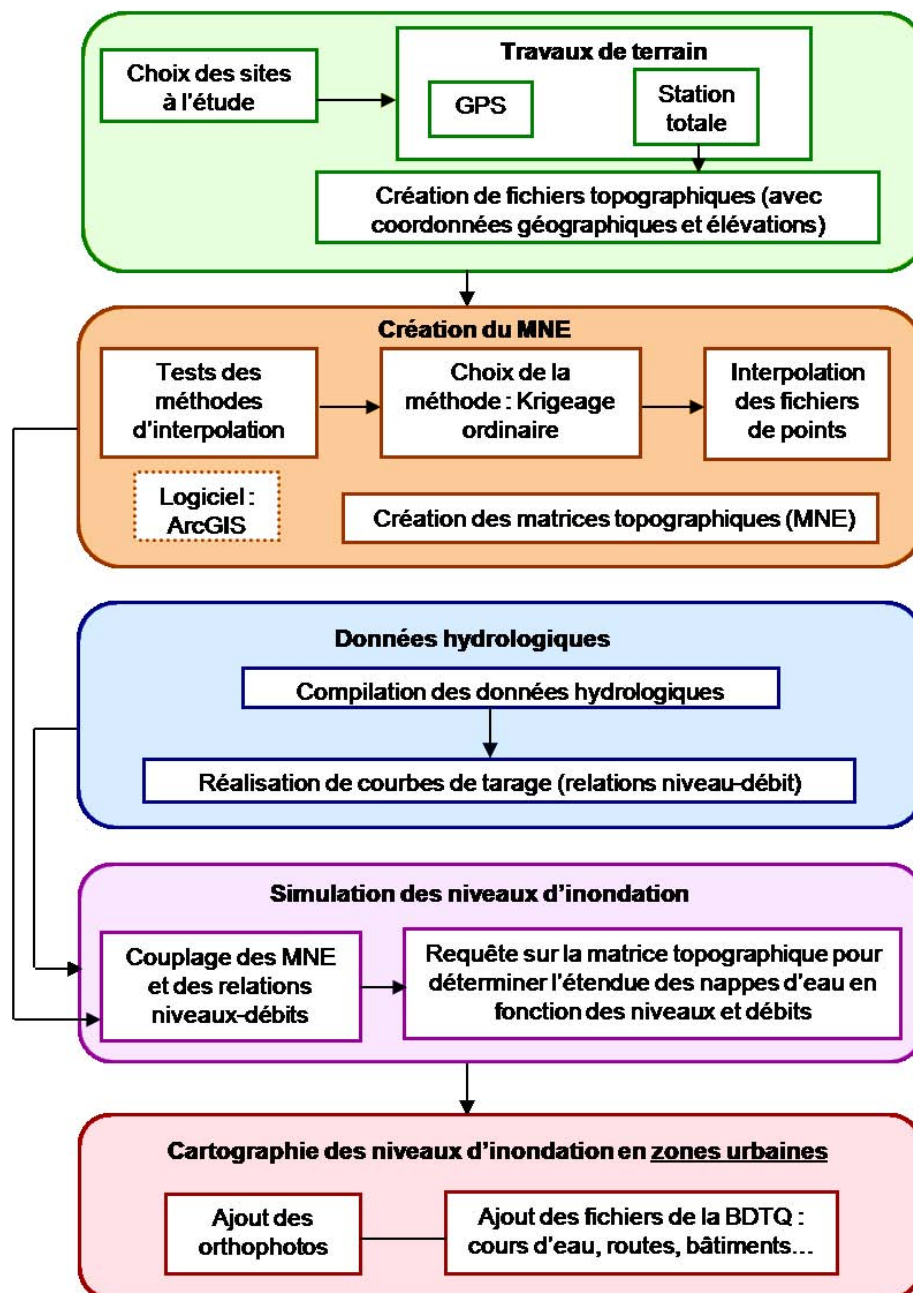 Travaux de terrain
Choix des sites
à l'étude
GPS
Station
totale
Création de fichiers topographiques (avec
coordonnées géographiques et élévations)
Création du MNE
Tests des
méthodes
d'interpolation
Choix de la
méthode : Krigeage
ordinaire
Interpolation
des fichiers
de points
Logiciel :
ArcGIS
Création des matrices topographiques (MNE)
Données hydrologiques
Compilation des données hydrologiques
Réalisation de courbes de tarage (relations niveau-débit)
Simulation des niveaux d'inondation
Couplage des MNE
et des relations
niveaux-débits
Requête sur la matrice topographique pour
déterminer l'étendue des nappes d'eau en
fonction des niveaux et débits
Cartographie des niveaux d'inondation en zones urbaines
Ajout des
orthophotos
Ajout des fichiers de la BDTQ :
cours d'eau, routes, bâtiments…